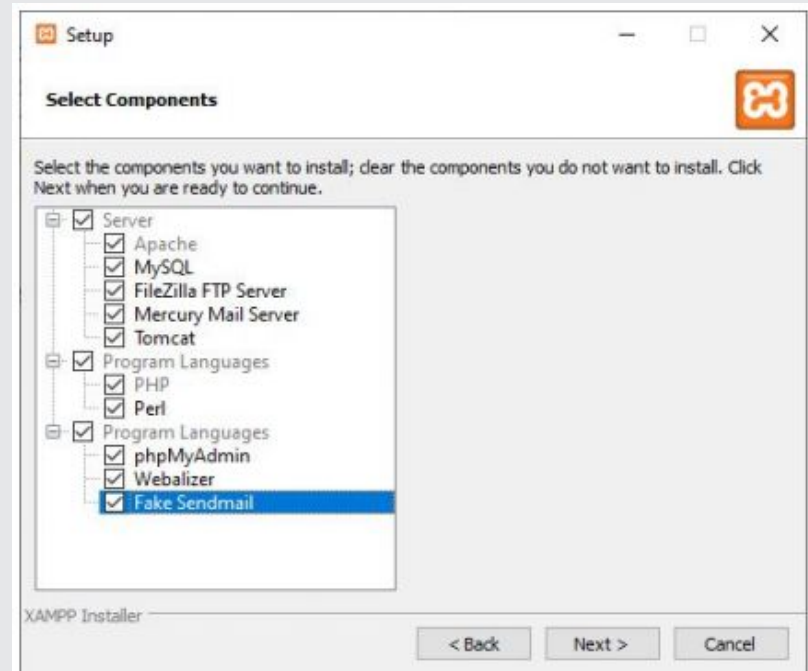 Setup
Select Components
Select the components you want to install; clear the components you do not want to install. Click
Next when you are ready to continue.
Server
Apache
MySQL
FileZilla FTP Server
Mercury Mail Server
Tomcat
Program Languages
PHP
Perl
Program Languages
phpMyAdmin
Webalizer
Fake Sendmail
XAMPP Installer
< Back Next > Cancel